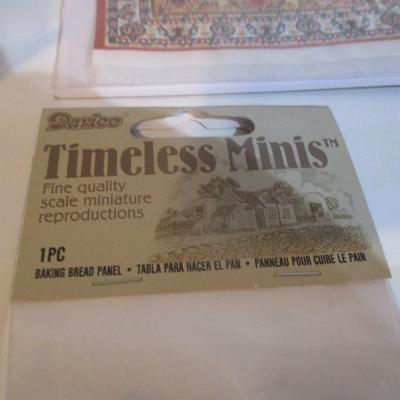 Darice
Timeless Minis™
Fine quality
scale miniature
reproductions
1PC
BAKING BREAD PANEL • TABLA PARA HACER EL PAN • PANNEAU POUR CUIRE LE PAIN